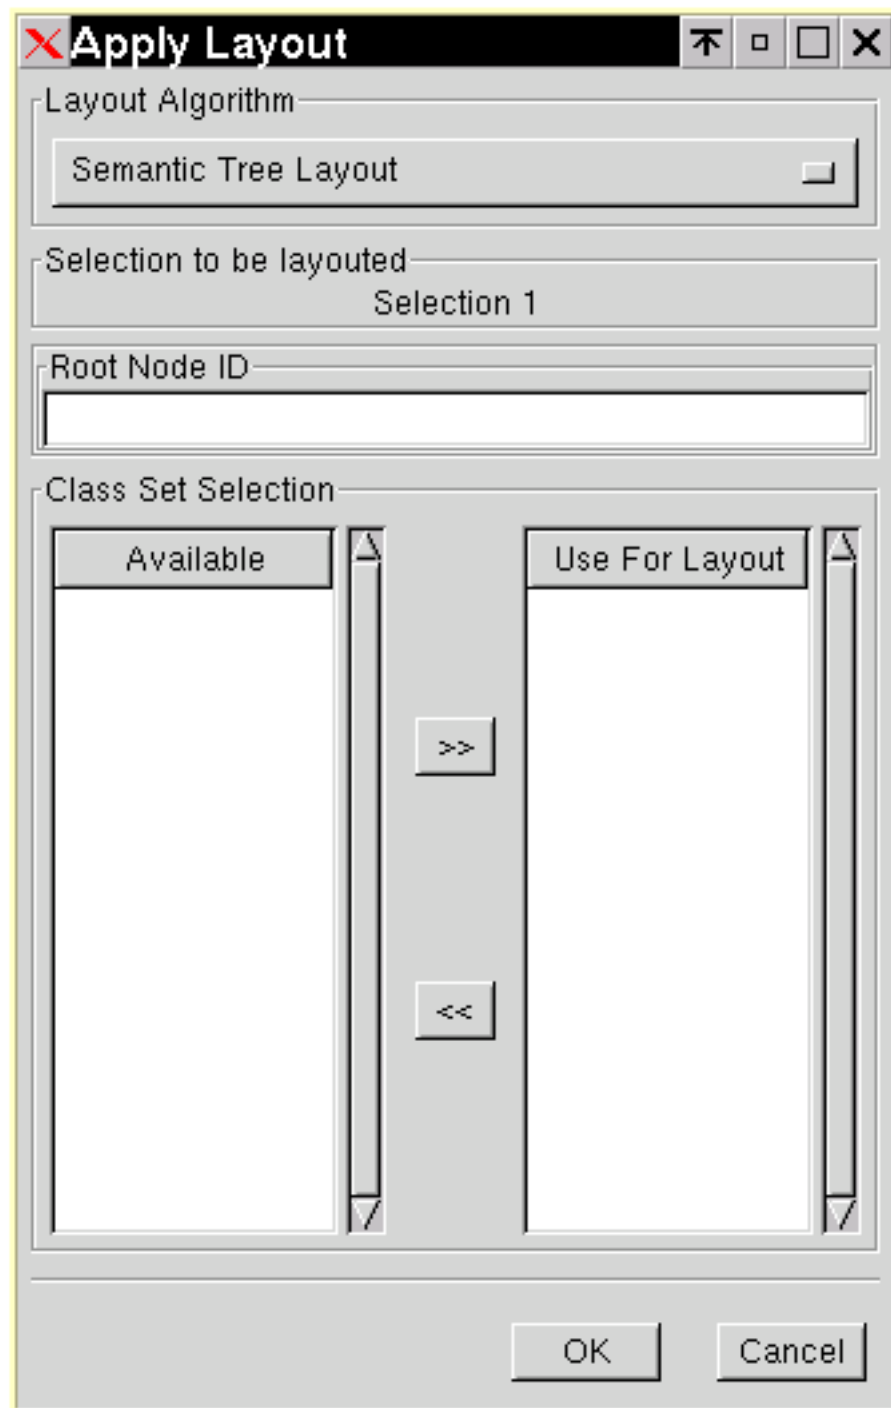 Apply Layout
Layout Algorithm
Semantic Tree Layout
Selection to be layouted
Selection 1
Root Node ID
Class Set Selection
Available
Use For Layout
>>
<<
OK
Cancel